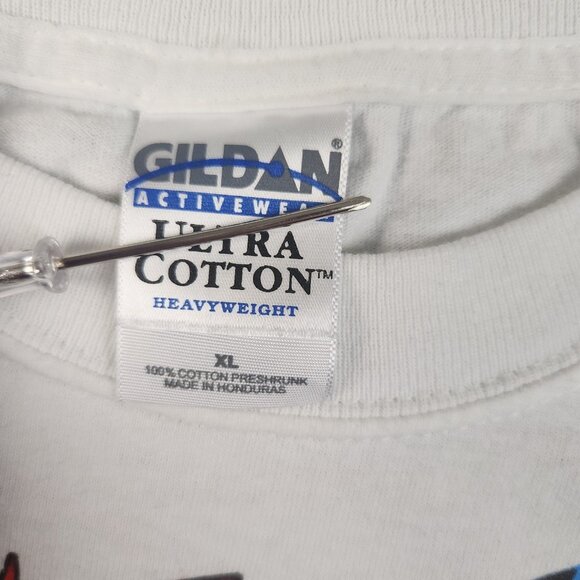 GILDAN®
ACTIVEWEAR
ULTRA
COTTON™
HEAVYWEIGHT
XL
100% COTTON PRESHRUNK
MADE IN HONDURAS